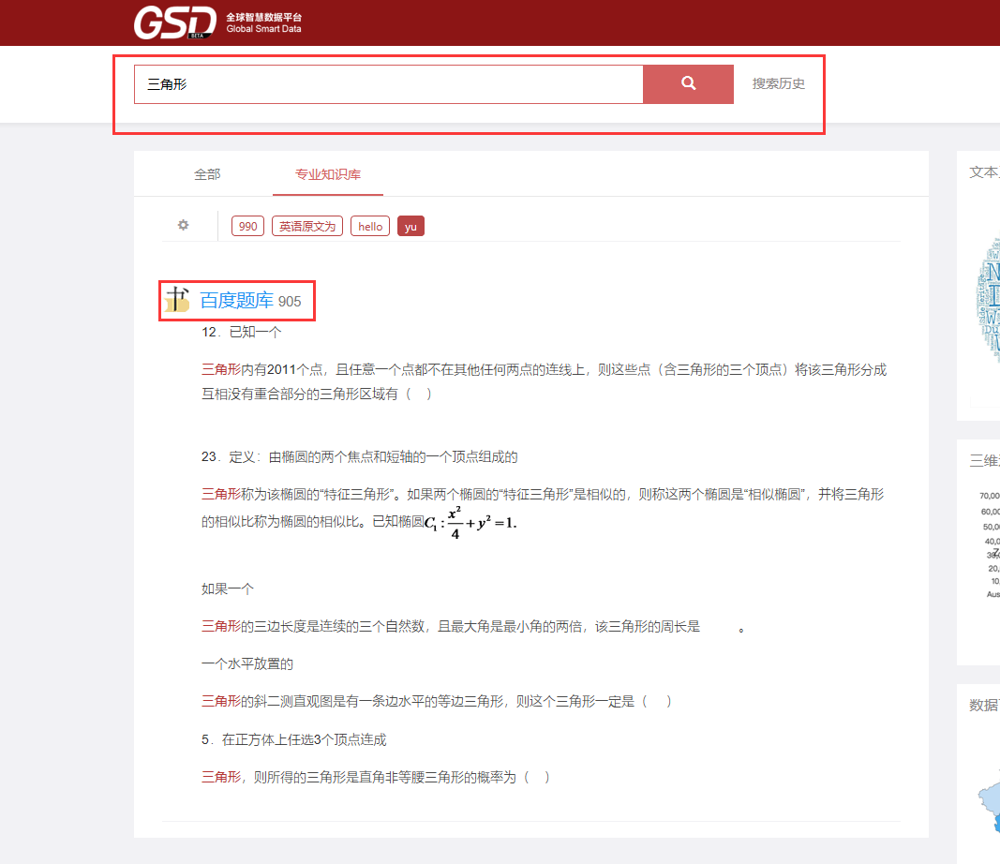 GSD BETA 全球智慧数据平台
Global Smart Data
三角形 搜索历史
全部 专业知识库
990 英语原文为 hello yu
书 百度题库 905
12．已知一个
三角形内有2011个点，且任意一个点都不在其他任何两点的连线上，则这些点（含三角形的三个顶点）将该三角形分成
互相没有重合部分的三角形区域有（ ）
23．定义：由椭圆的两个焦点和短轴的一个顶点组成的
三角形称为该椭圆的“特征三角形”。如果两个椭圆的“特征三角形”是相似的，则称这两个椭圆是“相似椭圆”，并将三角形
的相似比称为椭圆的相似比。已知椭圆C₁:x²/4+y²=1.
如果一个
三角形的三边长度是连续的三个自然数，且最大角是最小角的两倍，该三角形的周长是 。
一个水平放置的
三角形的斜二测直观图是有一条边水平的等边三角形，则这个三角形一定是（ ）
5．在正方体上任选3个顶点连成
三角形，则所得的三角形是直角非等腰三角形的概率为（ ）
文本
三维
70,00
60,00
50,00
40,0
20,
10,
Aus
数据